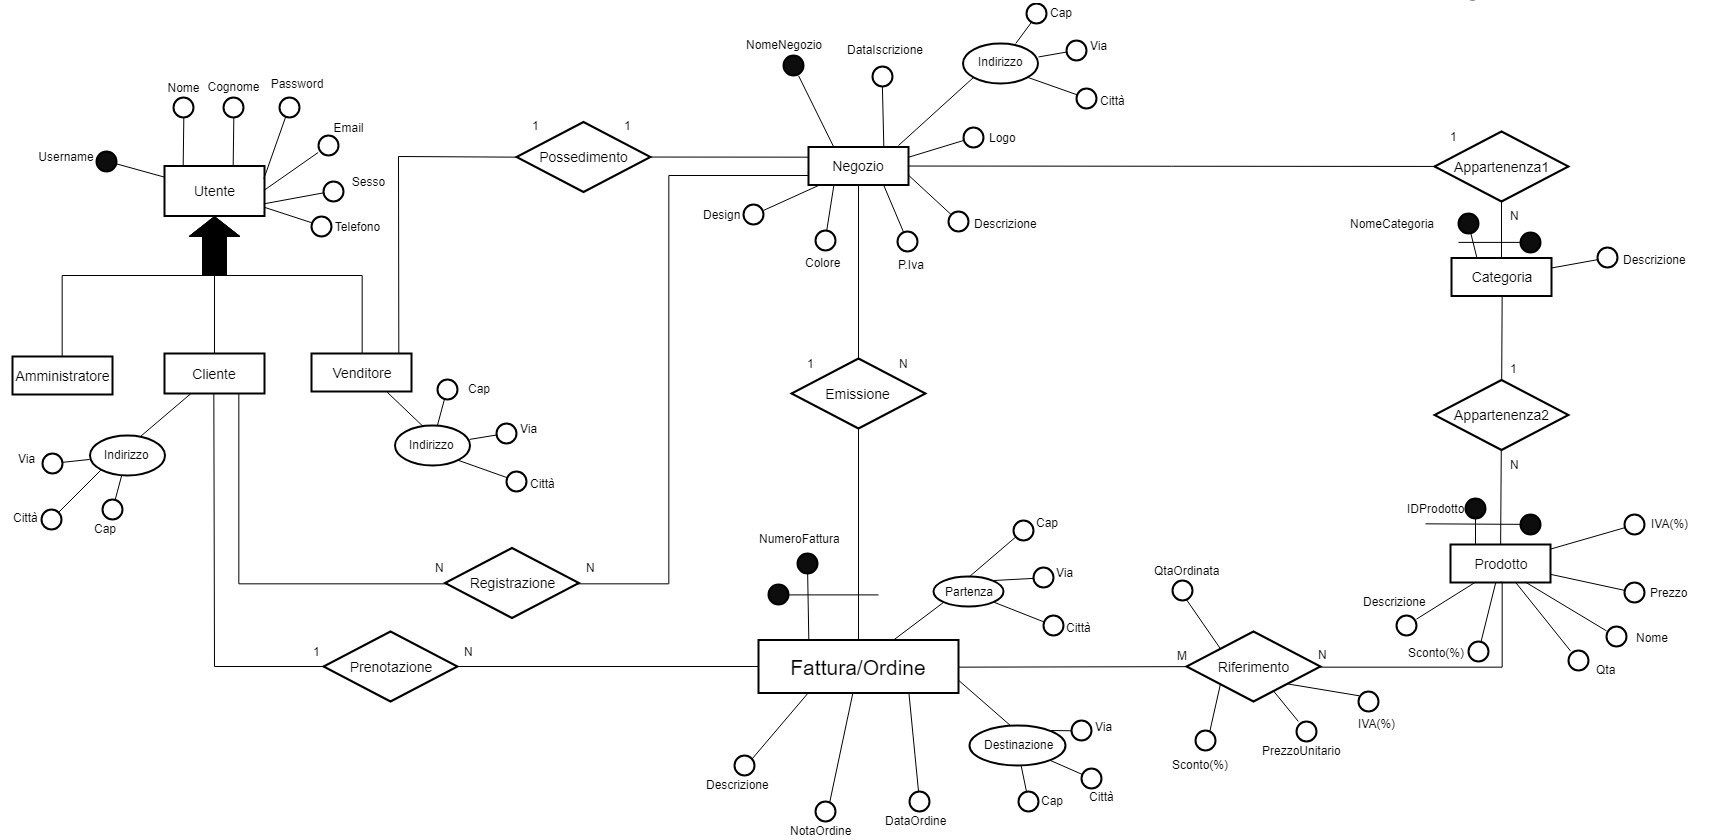 Cap
Via
Indirizzo
Città
NomeNegozio
DataIscrizione
Logo
Negozio
Design
Colore
P.Iva
Descrizione
Nome
Cognome
Password
Email
Username
Sesso
Utente
Telefono
1
1
Possedimento
1
Appartenenza1
N
NomeCategoria
Categoria
Descrizione
1
Appartenenza2
N
Amministratore
Cliente
Venditore
Cap
Via
Indirizzo
Città
Via
Indirizzo
Città
Cap
1
N
Emissione
N
N
Registrazione
1
N
Prenotazione
NumeroFattura
Cap
Via
Partenza
Città
Fattura/Ordine
Descrizione
NotaOrdine
DataOrdine
Via
Destinazione
Cap
Città
QtaOrdinata
M
N
Riferimento
Sconto(%)
PrezzoUnitario
IVA(%)
IDProdotto
IVA(%)
Prodotto
Prezzo
Descrizione
Sconto(%)
Nome
Qta